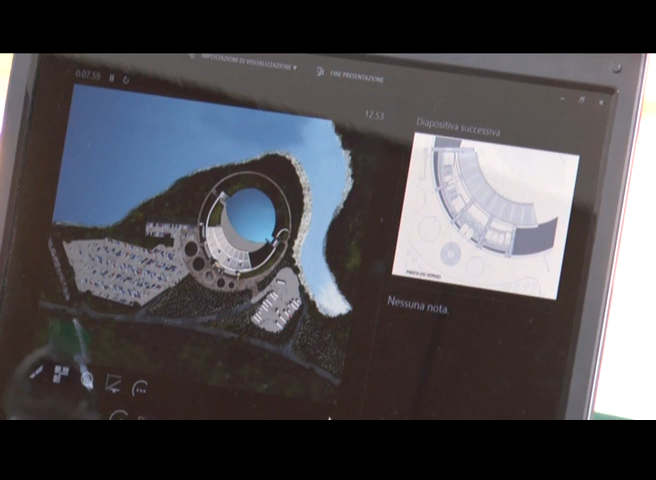 IMPOSTAZIONI DI VISUALIZZAZIONE ▾
FINE PRESENTAZIONE
0:07.59
12:53
Diapositiva successiva
Nessuna nota.